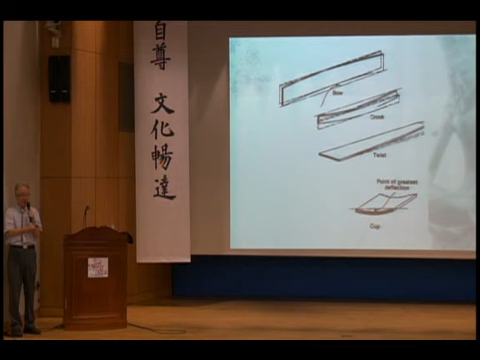 自尊
文化暢達
Bow
Crook
Twist
Point of greatest
deflection
Cup